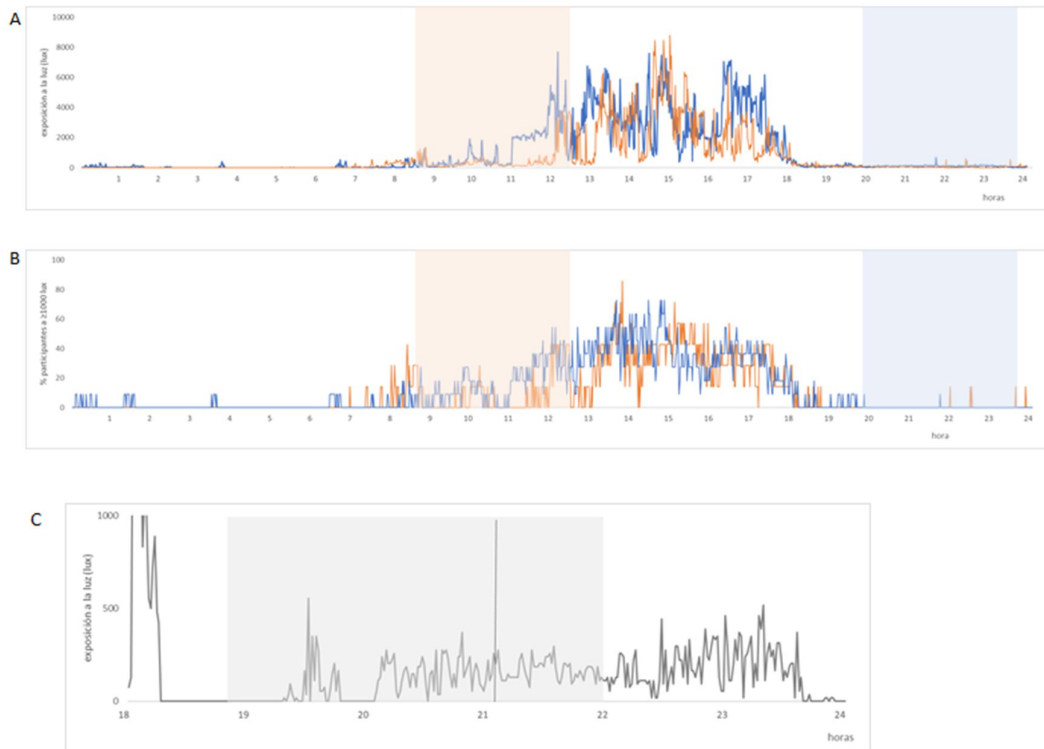 A
exposición a la luz (lux)
10000
8000
6000
4000
2000
0
1 2 3 4 5 6 7 8 9 10 11 12 13 14 15 16 17 18 19 20 21 22 23 24
horas
B
% participantes a ≥1000 lux
100
80
60
40
20
0
1 2 3 4 5 6 7 8 9 10 11 12 13 14 15 16 17 18 19 20 21 22 23 24
hora
C
exposición a la luz (lux)
1000
500
0
18 19 20 21 22 23 24
horas